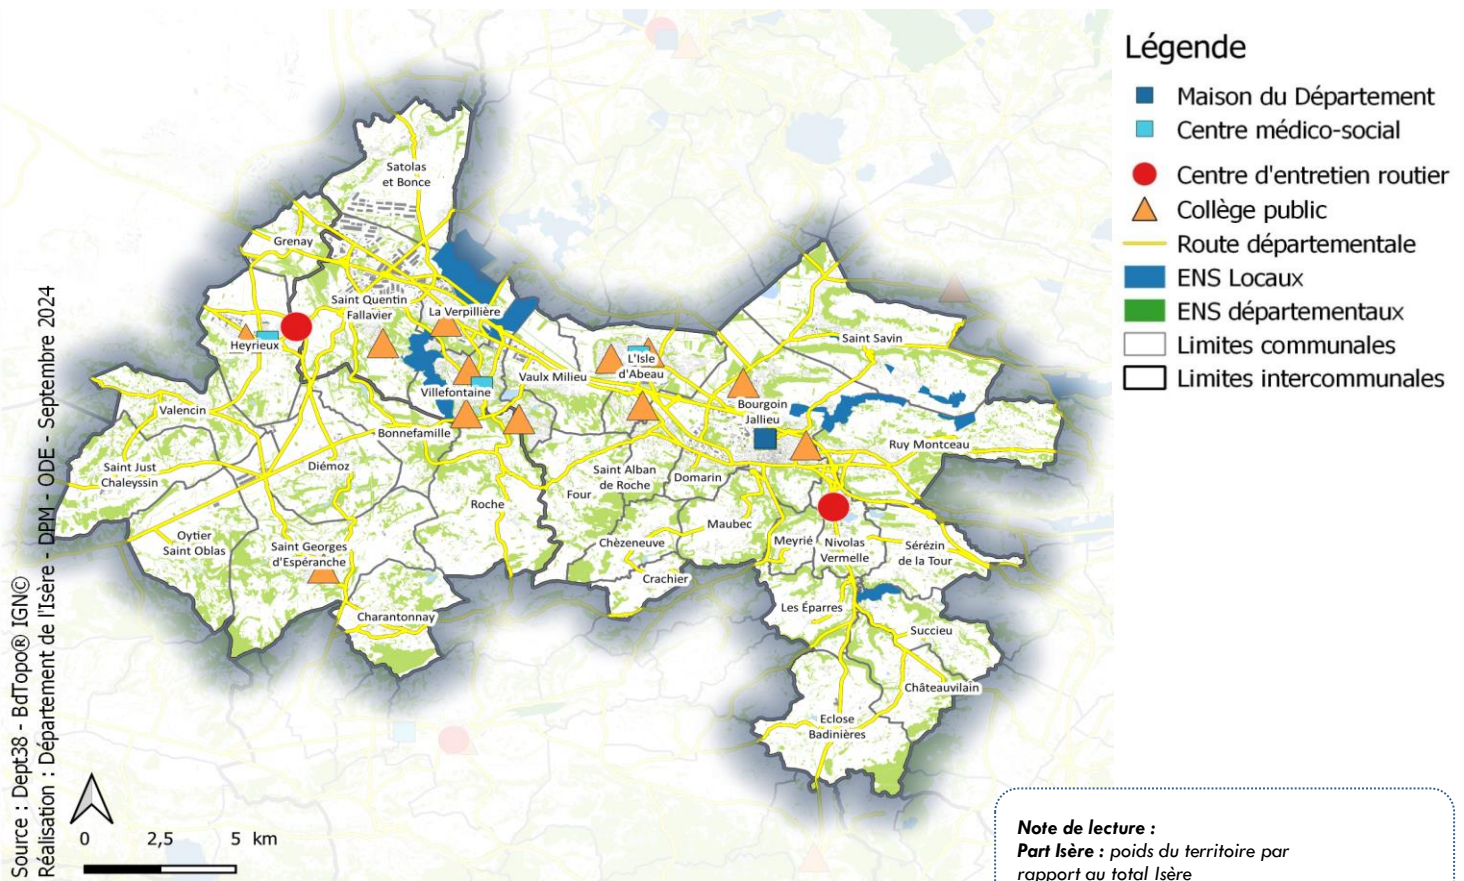 Légende
Maison du Département
Centre médico-social
Centre d'entretien routier
Collège public
Route départementale
ENS Locaux
ENS départementaux
Limites communales
Limites intercommunales
Satolas
et Bonce
Grenay
Saint Quentin
Fallavier
La Verpillière
Heyrieux
Saint Savin
L'Isle
d'Abeau
Vaulx Milieu
Villefontaine
Valencin
Bourgoin
Jallieu
Bonnefamille
Ruy Montceau
Saint Just
Chaleyssin
Diémoz
Saint Alban
de Roche
Domarin
Four
Roche
Maubec
Oytier
Saint Oblas
Saint Georges
d'Espéranche
Chèzeneuve
Meyrié
Nivolas
Vermelle
Sérézin
de la Tour
Crachier
Charantonnay
Les Éparres
Succieu
Châteauvilain
Eclose
Badinières
0 2,5 5 km
Source : Dept38 - BdTopo® IGN©
Réalisation : Département de l'Isère - DPM - ODE - Septembre 2024
Note de lecture :
Part Isère : poids du territoire par
rapport au total Isère